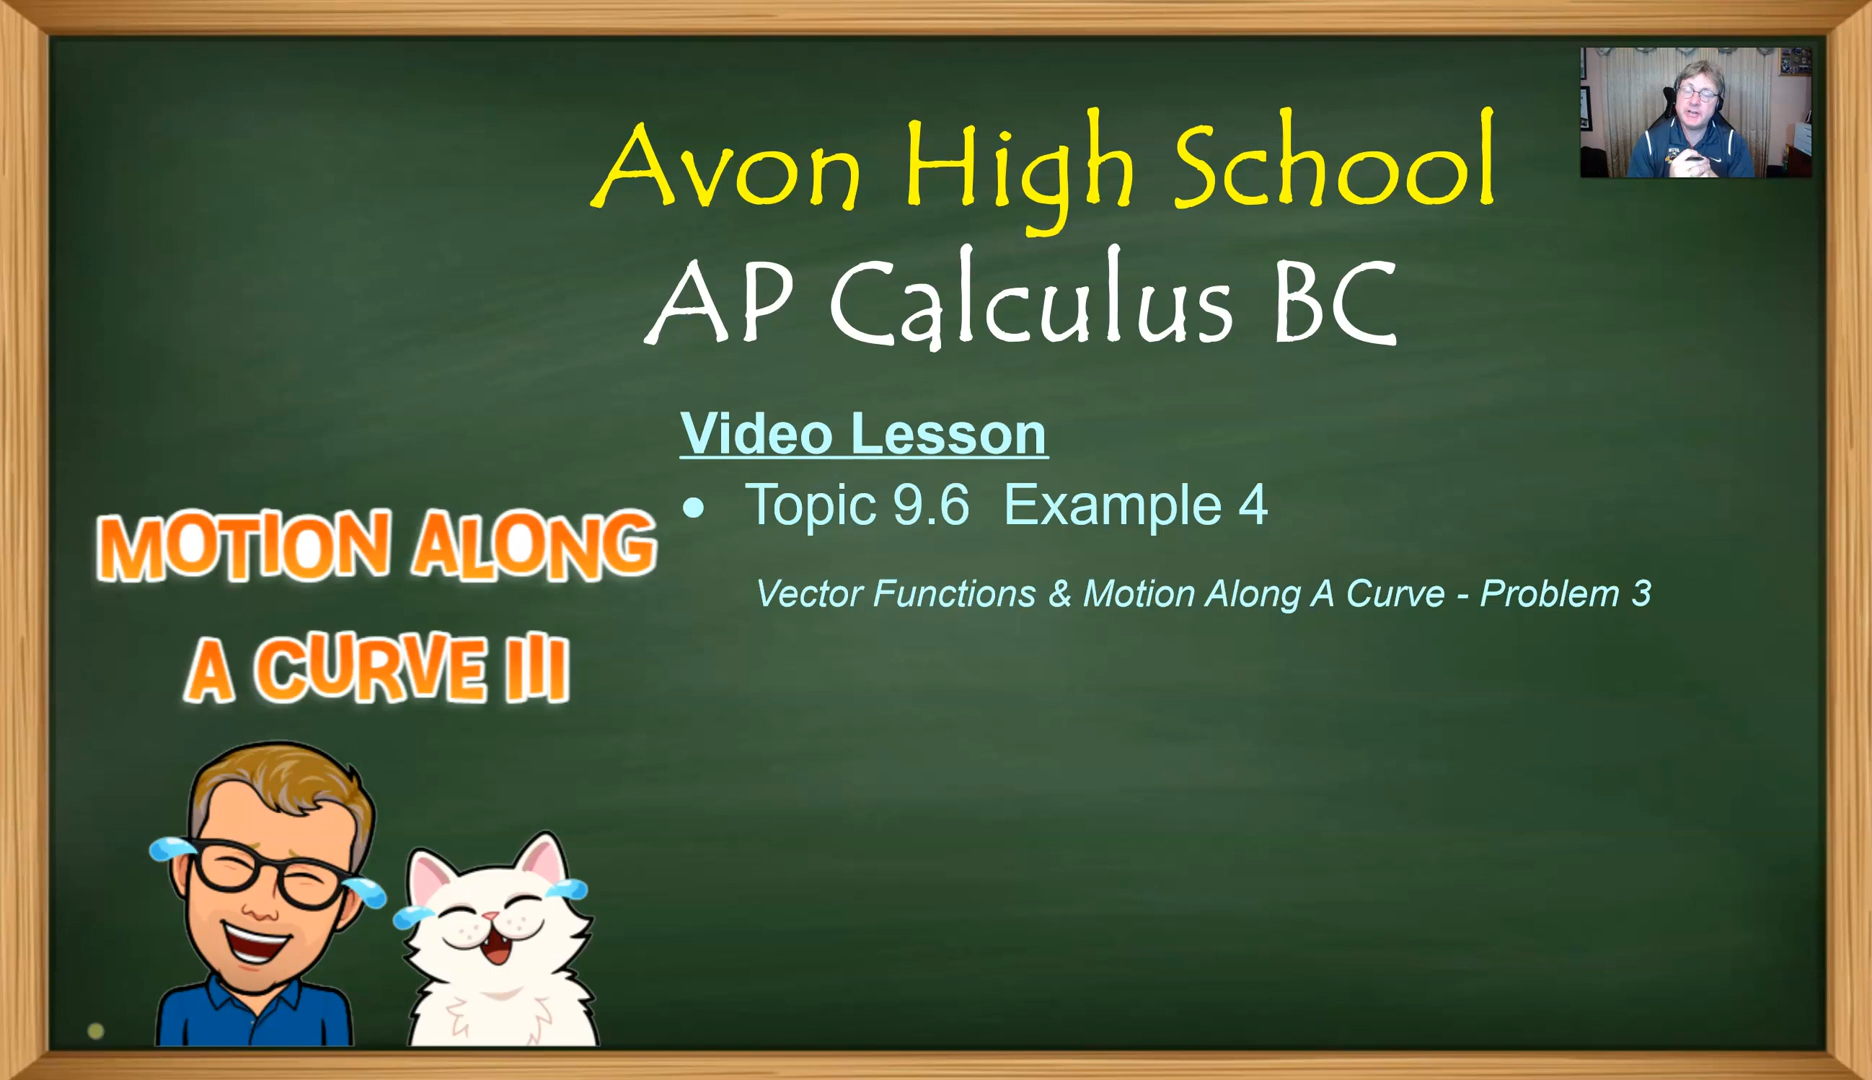 Avon High School
AP Calculus BC
Video Lesson
• Topic 9.6 Example 4
Vector Functions & Motion Along A Curve - Problem 3
MOTION ALONG
A CURVE III